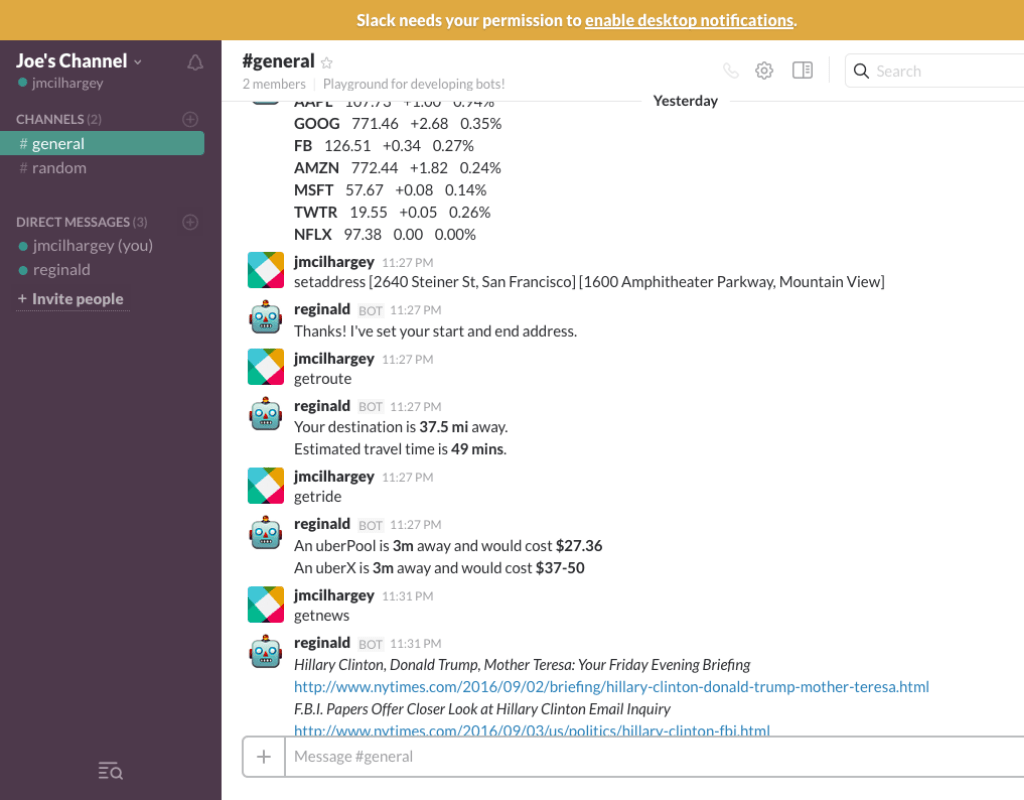 Slack needs your permission to enable desktop notifications.
Joe's Channel
jmcilhargey
CHANNELS (2)
# general
# random
DIRECT MESSAGES (3)
jmcilhargey (you)
reginald
+ Invite people
#general
2 members | Playground for developing bots!
Search
Yesterday
AAPL 107.73 +1.00 0.94%
GOOG 771.46 +2.68 0.35%
FB 126.51 +0.34 0.27%
AMZN 772.44 +1.82 0.24%
MSFT 57.67 +0.08 0.14%
TWTR 19.55 +0.05 0.26%
NFLX 97.38 0.00 0.00%
jmcilhargey 11:27 PM
setaddress [2640 Steiner St, San Francisco] [1600 Amphitheater Parkway, Mountain View]
reginald BOT 11:27 PM
Thanks! I've set your start and end address.
jmcilhargey 11:27 PM
getroute
reginald BOT 11:27 PM
Your destination is 37.5 mi away.
Estimated travel time is 49 mins.
jmcilhargey 11:27 PM
getride
reginald BOT 11:27 PM
An uberPool is 3m away and would cost $27.36
An uberX is 3m away and would cost $37-50
jmcilhargey 11:31 PM
getnews
reginald BOT 11:31 PM
Hillary Clinton, Donald Trump, Mother Teresa: Your Friday Evening Briefing
http://www.nytimes.com/2016/09/02/briefing/hillary-clinton-donald-trump-mother-teresa.html
F.B.I. Papers Offer Closer Look at Hillary Clinton Email Inquiry
http://www.nytimes.com/2016/09/03/us/politics/hillary-clinton-fbi.html
Message #general